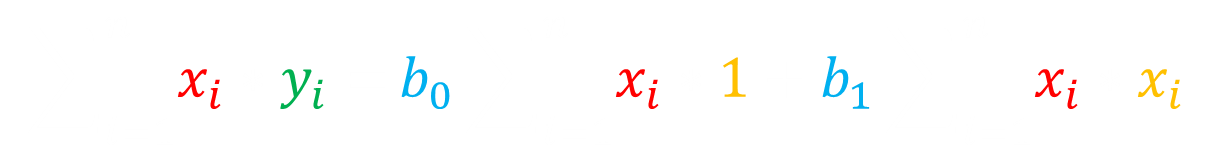 xᵢ yᵢ b₀ xᵢ 1 b₁ xᵢ xᵢ